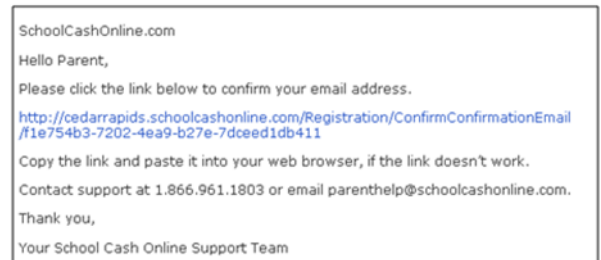 SchoolCashOnline.com
Hello Parent,
Please click the link below to confirm your email address.
http://cedarrapids.schoolcashonline.com/Registration/ConfirmConfirmationEmail
/f1e754b3-7202-4ea9-b27e-7dceed1db411
Copy the link and paste it into your web browser, if the link doesn't work.
Contact support at 1.866.961.1803 or email parenthelp@schoolcashonline.com.
Thank you,
Your School Cash Online Support Team